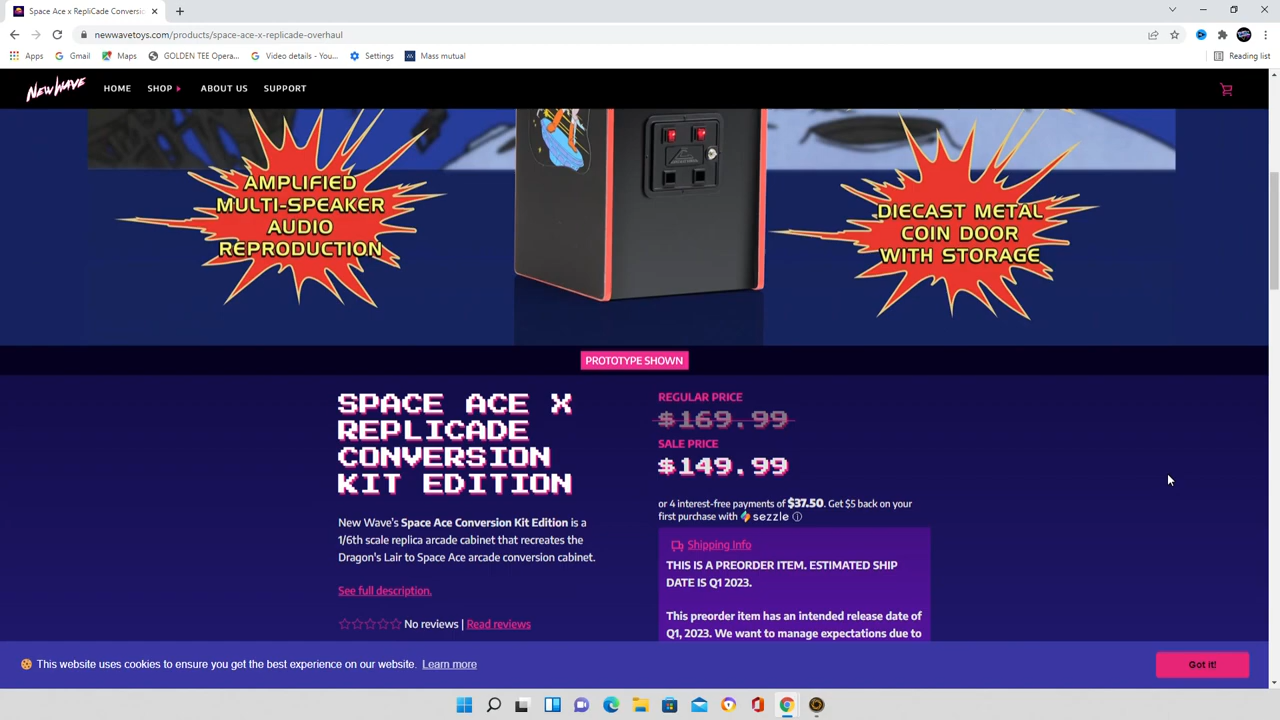 Space Ace x RepliCade Conversi
newwavetoys.com/products/space-ace-x-replicade-overhaul
Apps
Gmail
Maps
GOLDEN TEE Opera...
Video details - You...
Settings
Mass mutual
Reading list
NEW WAVE
HOME
SHOP
ABOUT US
SUPPORT
AMPLIFIED
MULTI-SPEAKER
AUDIO
REPRODUCTION
DIECAST METAL
COIN DOOR
WITH STORAGE
PROTOTYPE SHOWN
SPACE ACE X
REPLICADE
CONVERSION
KIT EDITION
New Wave's Space Ace Conversion Kit Edition is a
1/6th scale replica arcade cabinet that recreates the
Dragon's Lair to Space Ace arcade conversion cabinet.
See full description.
No reviews | Read reviews
REGULAR PRICE
$169.99
SALE PRICE
$149.99
or 4 interest-free payments of $37.50. Get $5 back on your
first purchase with sezzle ⓘ
Shipping Info
THIS IS A PREORDER ITEM. ESTIMATED SHIP
DATE IS Q1 2023.
This preorder item has an intended release date of
Q1, 2023. We want to manage expectations due to
This website uses cookies to ensure you get the best experience on our website. Learn more
Got it!